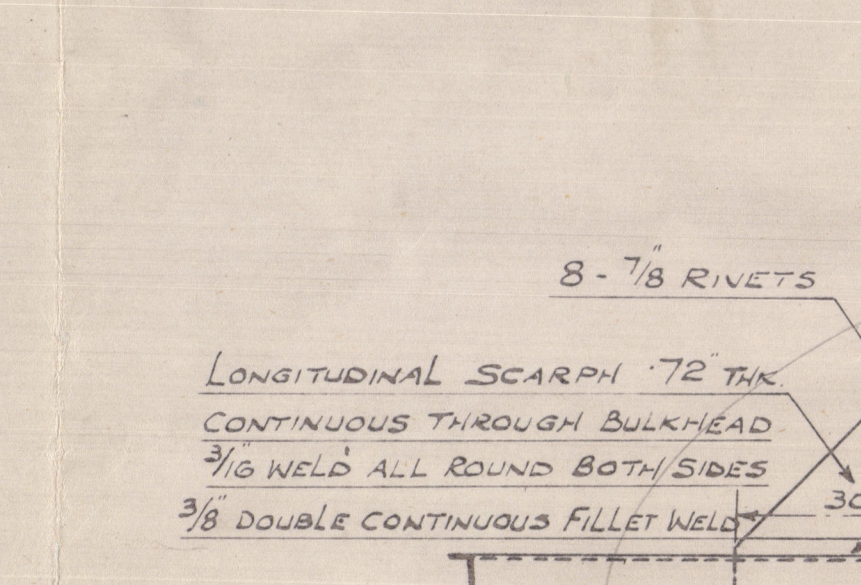 8 - 7/8" RIVETS
LONGITUDINAL SCARPH .72" THK.
CONTINUOUS THROUGH BULKHEAD
3/16" WELD ALL ROUND BOTH SIDES
3/8" DOUBLE CONTINUOUS FILLET WELD